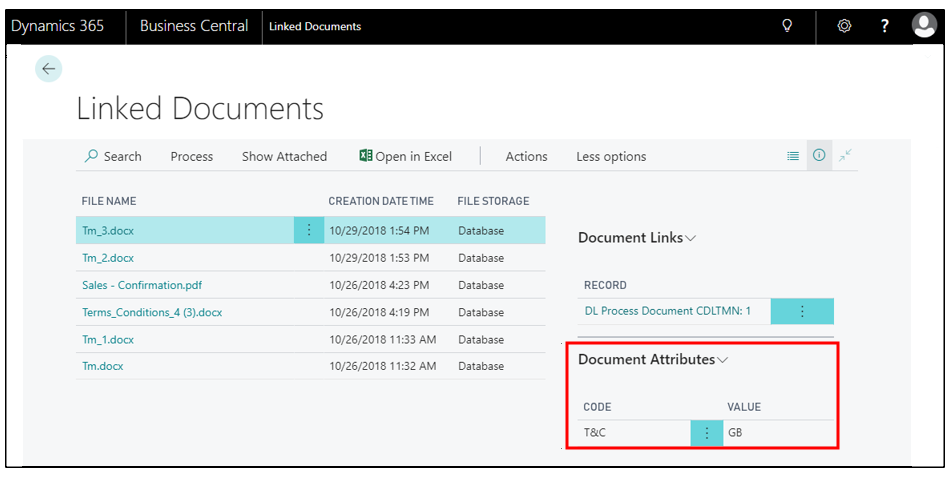 Dynamics 365 Business Central Linked Documents ?
Linked Documents
Search Process Show Attached Open in Excel Actions Less options
FILE NAME CREATION DATETIME FILE STORAGE
Tm_3.docx 10/29/2018 1:54 PM Database
Tm_2.docx 10/29/2018 1:53 PM Database
Sales - Confirmation.pdf 10/26/2018 4:23 PM Database
Terms_Conditions_4 (3).docx 10/26/2018 4:19 PM Database
Tm_1.docx 10/26/2018 11:33 AM Database
Tm.docx 10/26/2018 11:32 AM Database
Document Links
RECORD
DL Process Document CDLTMN: 1
Document Attributes
CODE VALUE
T&C GB